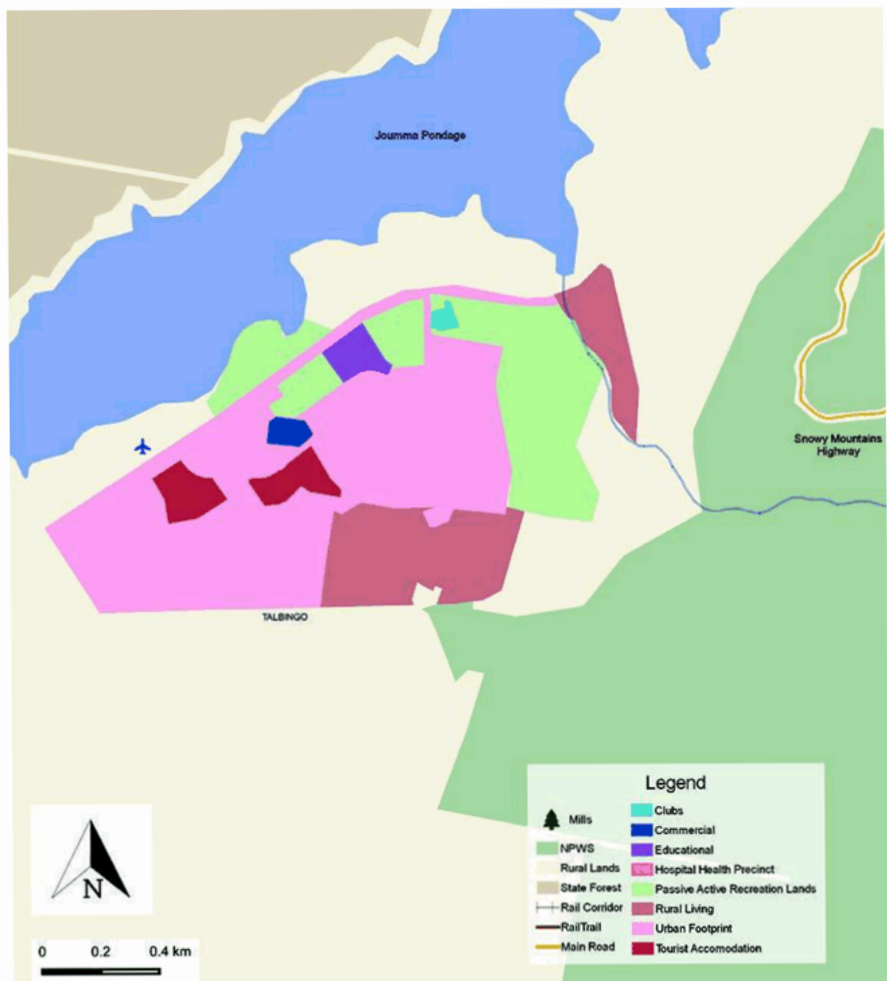 Joumma Pondage
Snowy Mountains
Highway
TALBINGO
Legend
Mills
NPWS
Rural Lands
State Forest
Rail Corridor
RailTrail
Main Road
Clubs
Commercial
Educational
Hospital Health Precinct
Passive Active Recreation Lands
Rural Living
Urban Footprint
Tourist Accomodation
N
0 0.2 0.4 km